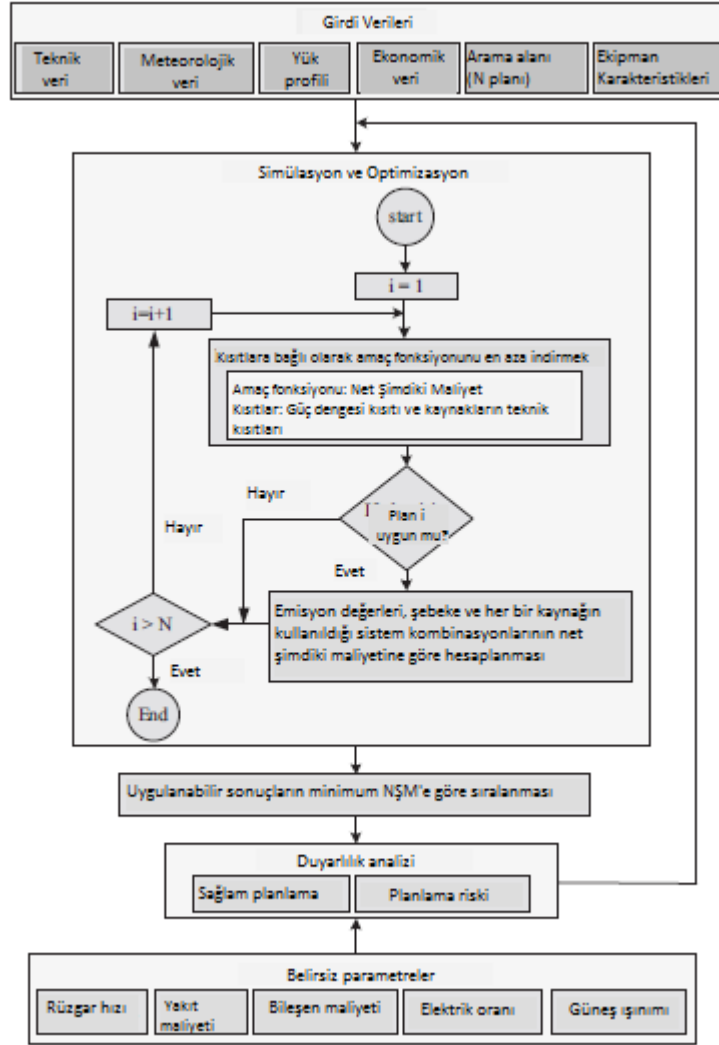 Girdi Verileri
Teknik
veri
Meteorolojik
veri
Yük
profili
Ekonomik
veri
Arama alanı
(N planı)
Ekipman
Karakteristikleri
Simülasyon ve Optimizasyon
start
i = 1
i=i+1
Kısıtlara bağlı olarak amaç fonksiyonunu en aza indirmek
Amaç fonksiyonu: Net Şimdiki Maliyet
Kısıtlar: Güç dengesi kısıtı ve kaynakların teknik
kısıtları
Hayır
Plan i
uygun mu?
Hayır
Evet
Emisyon değerleri, şebeke ve her bir kaynağın
kullanıldığı sistem kombinasyonlarının net
şimdiki maliyetine göre hesaplanması
i > N
Evet
End
Uygulanabilir sonuçların minimum NŞM'e göre sıralanması
Duyarlılık analizi
Sağlam planlama
Planlama riski
Belirsiz parametreler
Rüzgar hızı
Yakıt
maliyeti
Bileşen maliyeti
Elektrik oranı
Güneş ışınımı